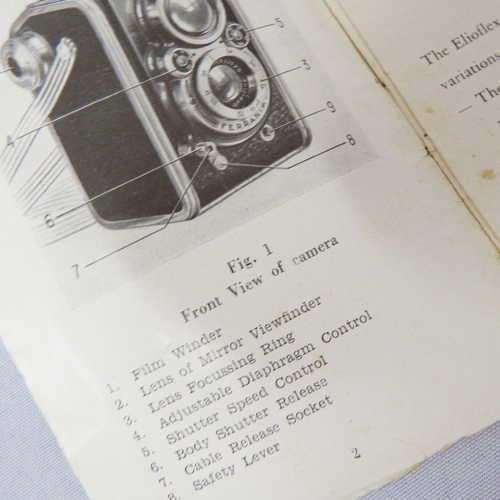 5
3
9
4
8
6
7
FERRANIA
Fig. 1
Front View of camera
1. Film Winder
2. Lens of Mirror Viewfinder
3. Lens Focussing Ring
4. Adjustable Diaphragm Control
5. Shutter Speed Control
6. Body Shutter Release
7. Cable Release Socket
8. Safety Lever
2
The Elioflex
variations
— The